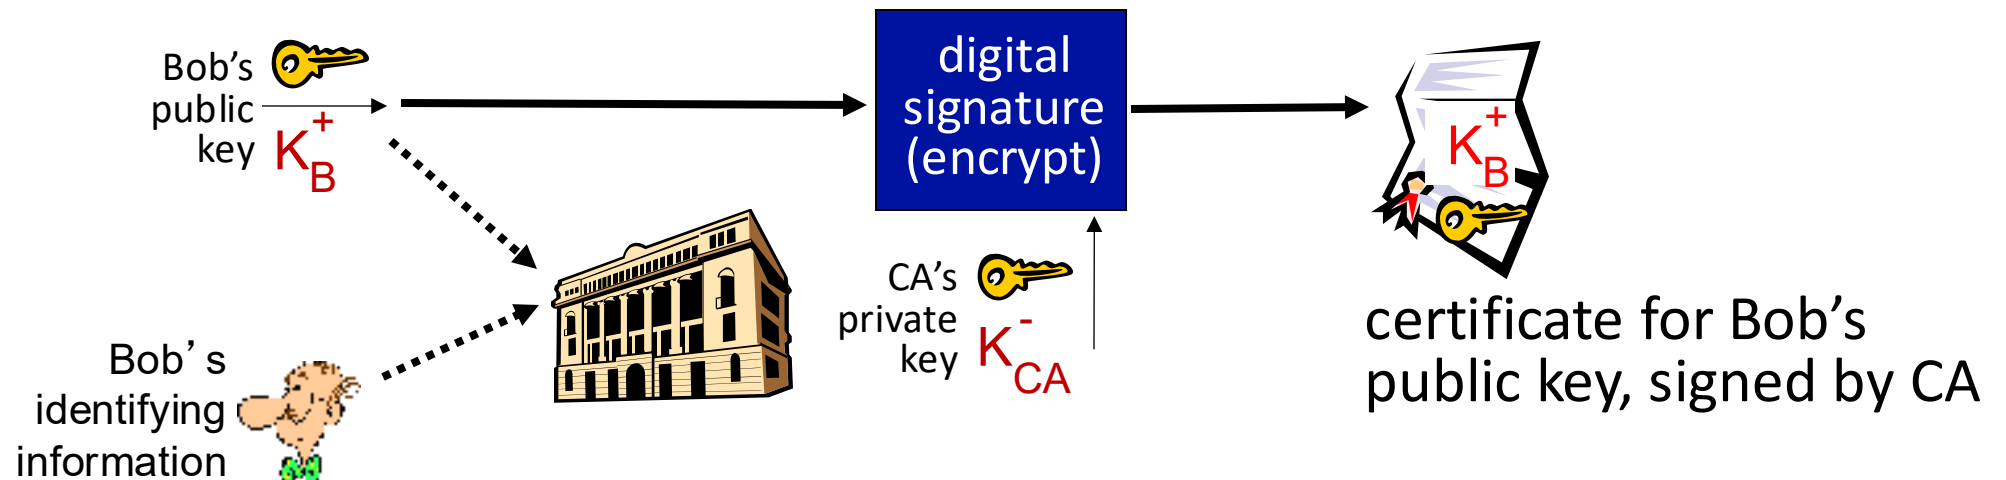 Bob's
public
key
K+B
digital
signature
(encrypt)
K+B
CA's
private
key
K-CA
certificate for Bob's
public key, signed by CA
Bob's
identifying
information